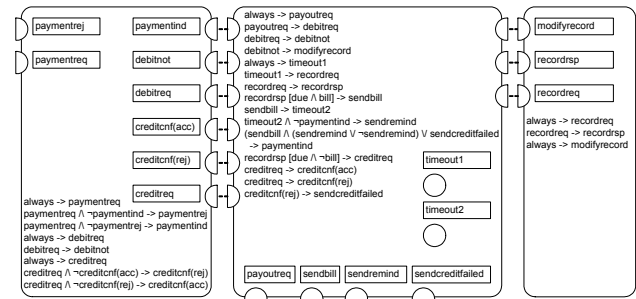 paymentrej
paymentind
paymentreq
debitnot
debitreq
creditcnf(acc)
creditcnf(rej)
creditreq
always -> paymentreq
paymentreq /\ ¬paymentind -> paymentrej
paymentreq /\ ¬paymentrej -> paymentind
always -> debitreq
debitreq -> debitnot
always -> creditreq
creditreq /\ ¬creditcnf(acc) -> creditcnf(rej)
creditreq /\ ¬creditcnf(rej) -> creditcnf(acc)
always -> payoutreq
payoutreq -> debitreq
debitreq -> debitnot
debitnot -> modifyrecord
always -> timeout1
timeout1 -> recordreq
recordreq -> recordrsp
recordrsp [due /\ bill] -> sendbill
sendbill -> timeout2
timeout2 /\ ¬paymentind -> sendremind
(sendbill /\ (sendremind \/ ¬sendremind) \/ sendcreditfailed
-> paymentind
recordrsp [due /\ ¬bill] -> creditreq
creditreq -> creditcnf(acc)
creditreq -> creditcnf(rej)
creditcnf(rej) -> sendcreditfailed
timeout1
timeout2
payoutreq
sendbill
sendremind
sendcreditfailed
modifyrecord
recordrsp
recordreq
always -> recordreq
recordreq -> recordrsp
always -> modifyrecord